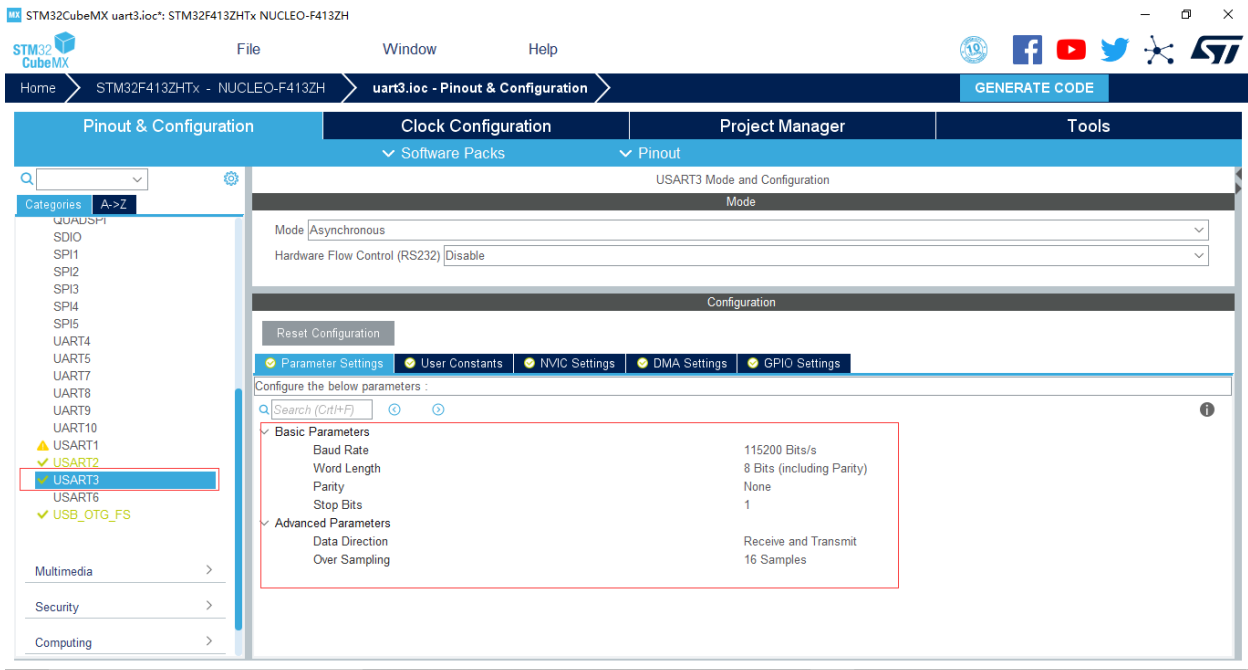 MX STM32CubeMX uart3.ioc*: STM32F413ZHTx NUCLEO-F413ZH
STM32 CubeMX
File Window Help
10
ST
Home STM32F413ZHTx - NUCLEO-F413ZH uart3.ioc - Pinout & Configuration GENERATE CODE
Pinout & Configuration Clock Configuration Project Manager Tools
Software Packs Pinout
Categories A->Z
QUADSPI
SDIO
SPI1
SPI2
SPI3
SPI4
SPI5
UART4
UART5
UART7
UART8
UART9
UART10
USART1
USART2
USART3
USART6
USB_OTG_FS
Multimedia
Security
Computing
USART3 Mode and Configuration
Mode
Mode Asynchronous
Hardware Flow Control (RS232) Disable
Configuration
Reset Configuration
Parameter Settings User Constants NVIC Settings DMA Settings GPIO Settings
Configure the below parameters :
Search (Crtl+F)
Basic Parameters
Baud Rate 115200 Bits/s
Word Length 8 Bits (including Parity)
Parity None
Stop Bits 1
Advanced Parameters
Data Direction Receive and Transmit
Over Sampling 16 Samples